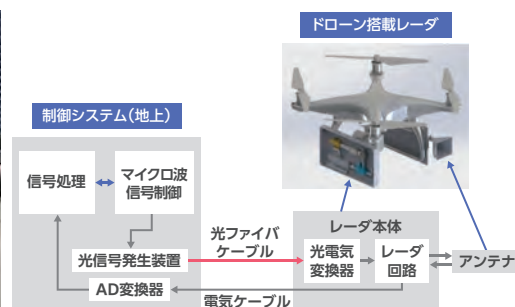 ドローン搭載レーダ
制御システム(地上)
信号処理
マイクロ波
信号制御
光信号発生装置
AD変換器
光ファイバ
ケーブル
電気ケーブル
レーダ本体
光電気
変換器
レーダ
回路
アンテナ